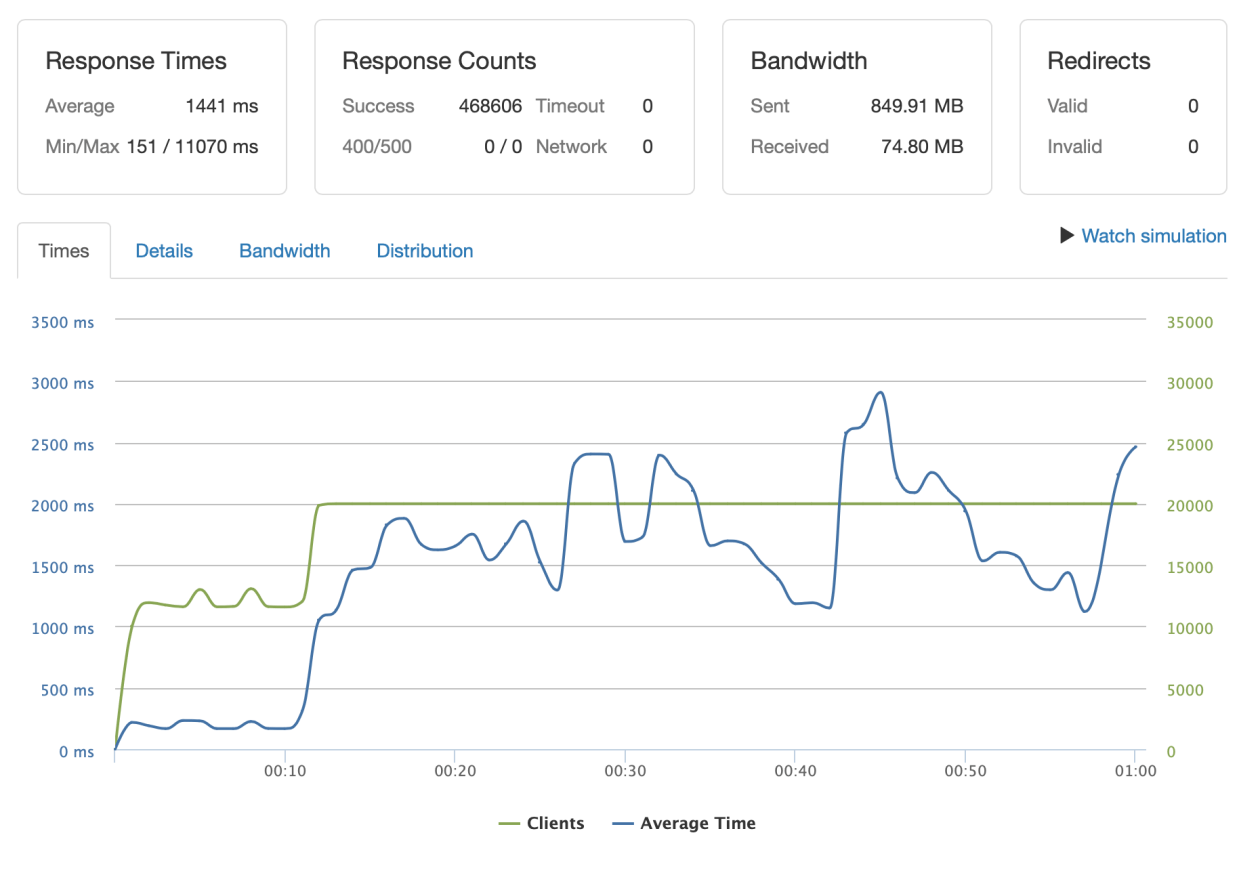 Response Times
Average 1441 ms
Min/Max 151 / 11070 ms
Response Counts
Success 468606 Timeout 0
400/500 0 / 0 Network 0
Bandwidth
Sent 849.91 MB
Received 74.80 MB
Redirects
Valid 0
Invalid 0
Times Details Bandwidth Distribution
▶ Watch simulation
3500 ms 35000
3000 ms 30000
2500 ms 25000
2000 ms 20000
1500 ms 15000
1000 ms 10000
500 ms 5000
0 ms 0
00:10 00:20 00:30 00:40 00:50 01:00
Clients Average Time